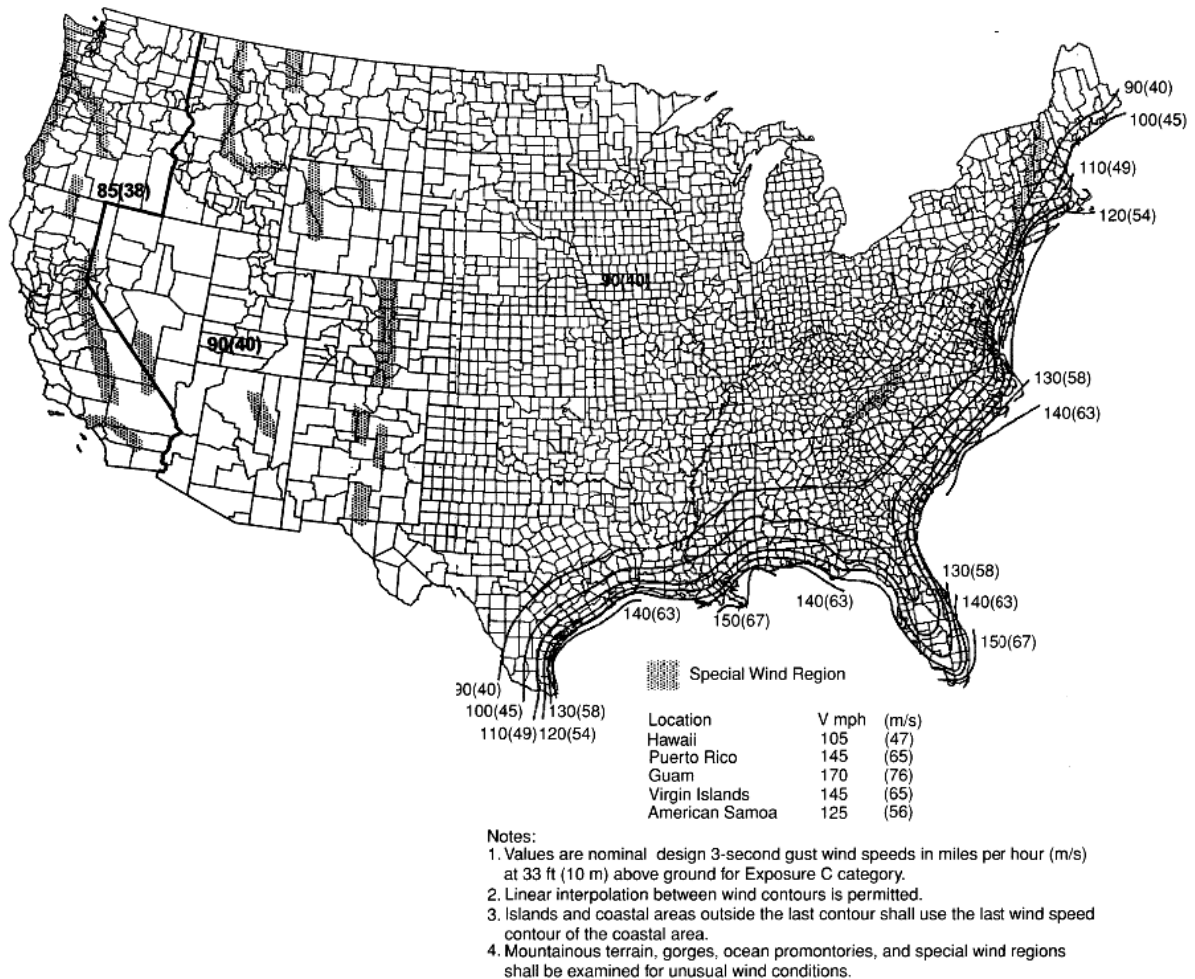 90(40)
100(45)
110(49)
120(54)
85(38)
90(40)
90(40)
130(58)
140(63)
130(58)
140(63)
140(63)
150(67)
140(63)
150(67)
90(40)
100(45)
130(58)
110(49) 120(54)
Special Wind Region
Location V mph (m/s)
Hawaii 105 (47)
Puerto Rico 145 (65)
Guam 170 (76)
Virgin Islands 145 (65)
American Samoa 125 (56)
Notes:
1. Values are nominal design 3-second gust wind speeds in miles per hour (m/s)
at 33 ft (10 m) above ground for Exposure C category.
2. Linear interpolation between wind contours is permitted.
3. Islands and coastal areas outside the last contour shall use the last wind speed
contour of the coastal area.
4. Mountainous terrain, gorges, ocean promontories, and special wind regions
shall be examined for unusual wind conditions.